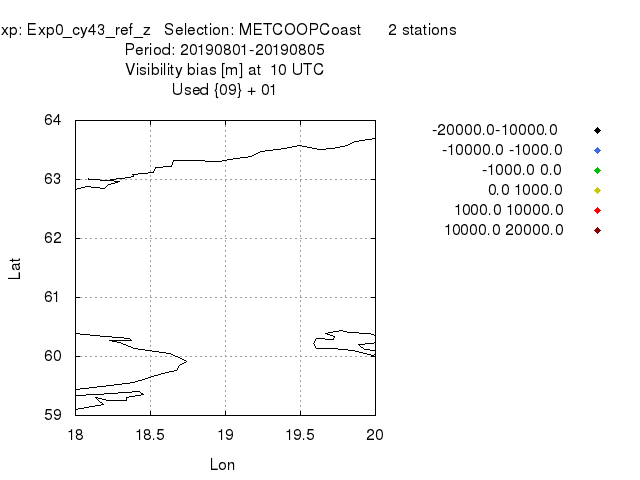 xp: Exp0_cy43_ref_z Selection: METCOOPCoast 2 stations
Period: 20190801-20190805
Visibility bias [m] at 10 UTC
Used {09} + 01
64
63
62
61
60
59
Lat
18
18.5
19
19.5
20
Lon
-20000.0-10000.0
-10000.0 -1000.0
-1000.0 0.0
0.0 1000.0
1000.0 10000.0
10000.0 20000.0